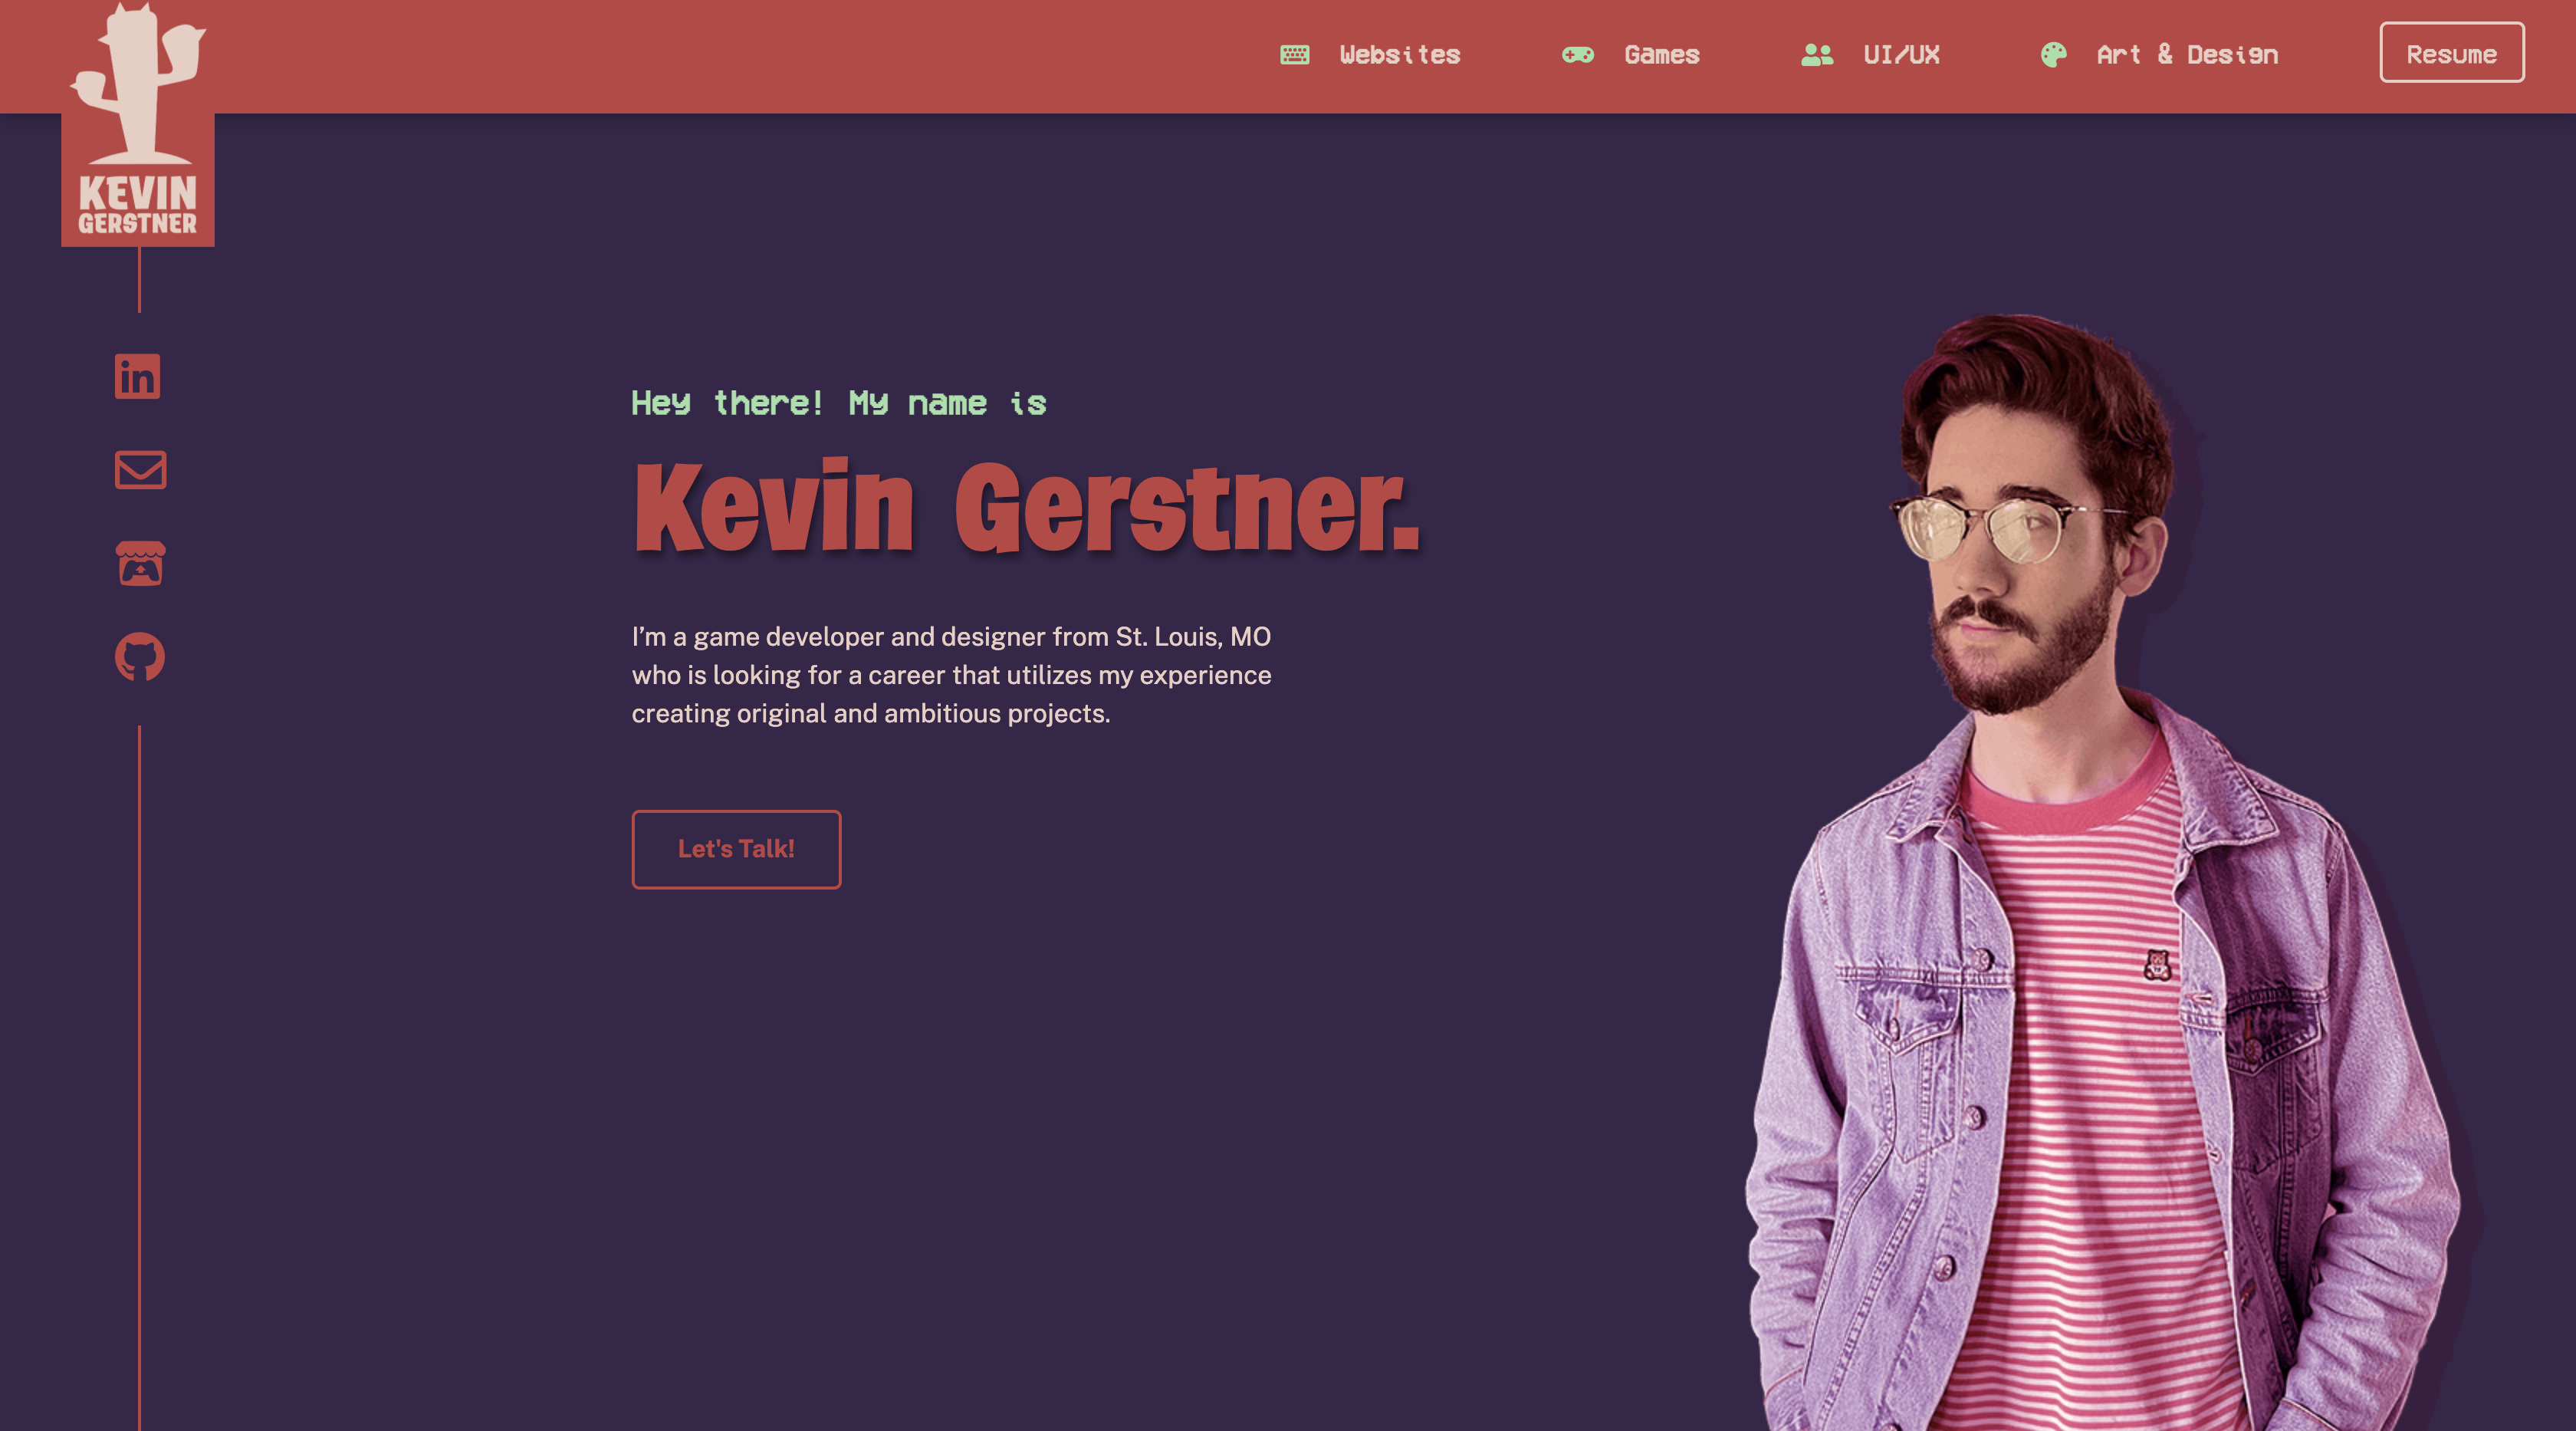 KEVIN
GERSTNER
Websites
Games
UI/UX
Art & Design
Resume
Hey there! My name is
Kevin Gerstner.
I’m a game developer and designer from St. Louis, MO
who is looking for a career that utilizes my experience
creating original and ambitious projects.
Let's Talk!